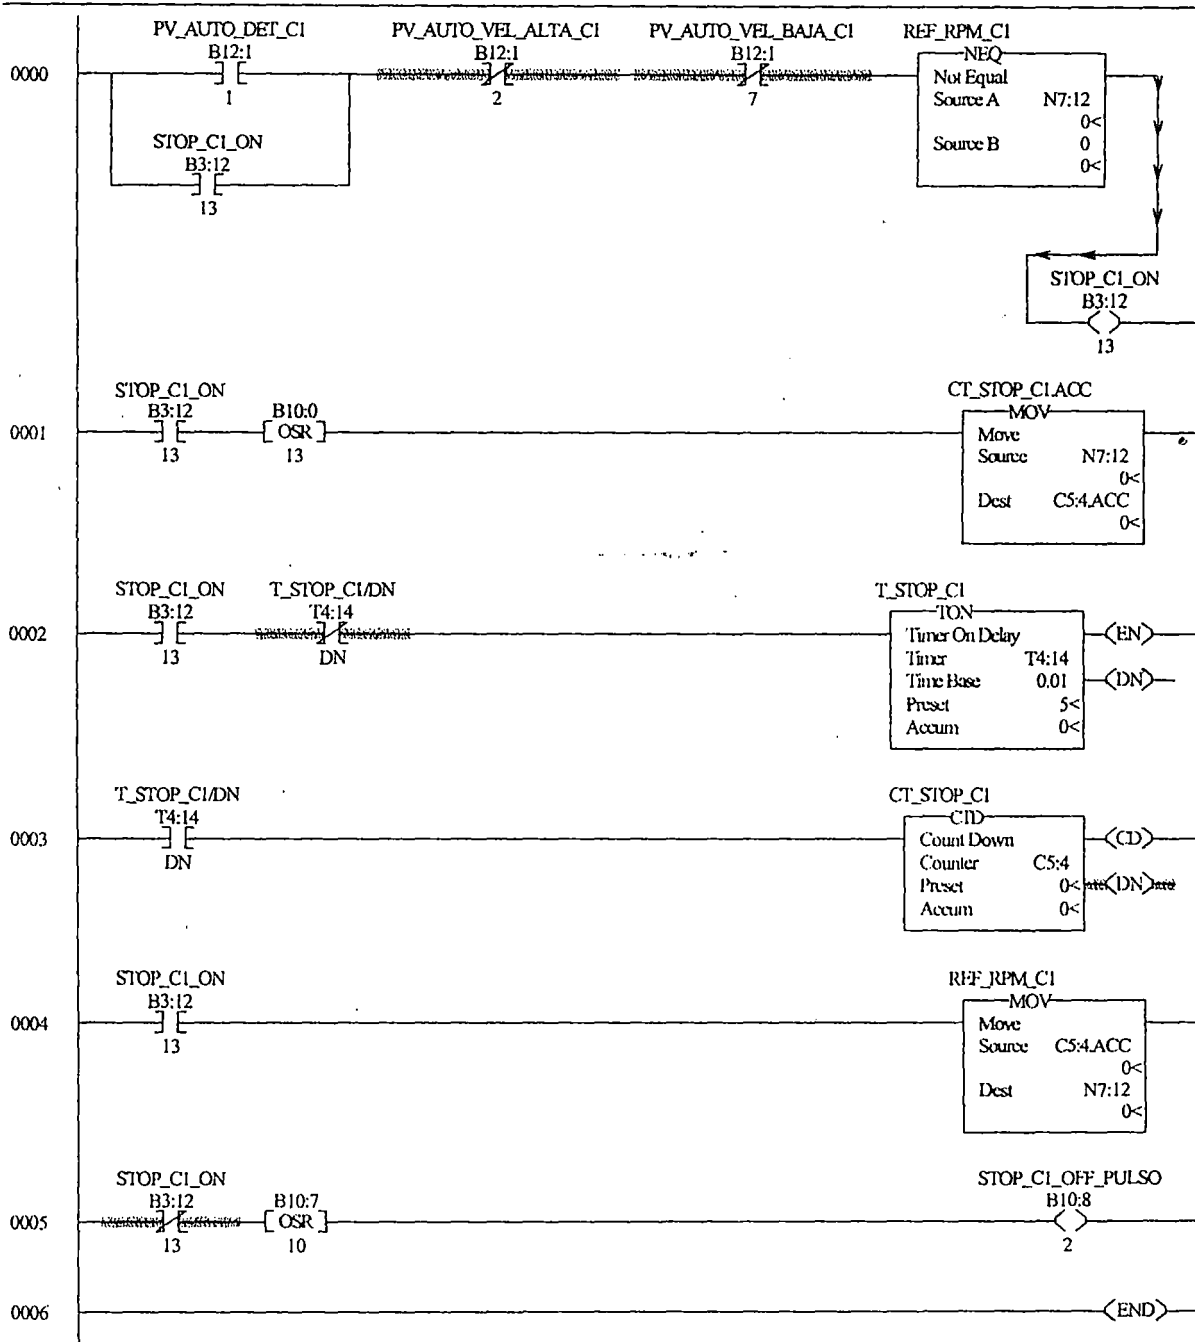 PV_AUTO_DET_C1 PV_AUTO_VEL_ALTA_C1 PV_AUTO_VEL_BAJA_C1 REF_RPM_C1
B12:1 B12:1 B12:1 NEQ
0000
1 2 7
Not Equal
Source A N7:12
0<
Source B 0
0<
STOP_C1_ON
B3:12
13
STOP_C1_ON
B3:12
13
STOP_C1_ON CT_STOP_C1.ACC
B3:12 B10:0 MOV
0001 OSR
13 13
Move
Source N7:12
0<
Dest C5:4.ACC
0<
STOP_C1_ON T_STOP_C1/DN T_STOP_C1
B3:12 T4:14 TON
0002
13 DN
Timer On Delay EN
Timer T4:14
Time Base 0.01 DN
Preset 5<
Accum 0<
T_STOP_C1/DN CT_STOP_C1
T4:14 CTD
0003
DN
Count Down CD
Counter C5:4
Preset 0< DN
Accum 0<
STOP_C1_ON REF_RPM_C1
B3:12 MOV
0004
13
Move
Source C5:4.ACC
0<
Dest N7:12
0<
STOP_C1_ON STOP_C1_OFF_PULSO
B3:12 B10:7 B10:8
0005 OSR
13 10 2
0006 END